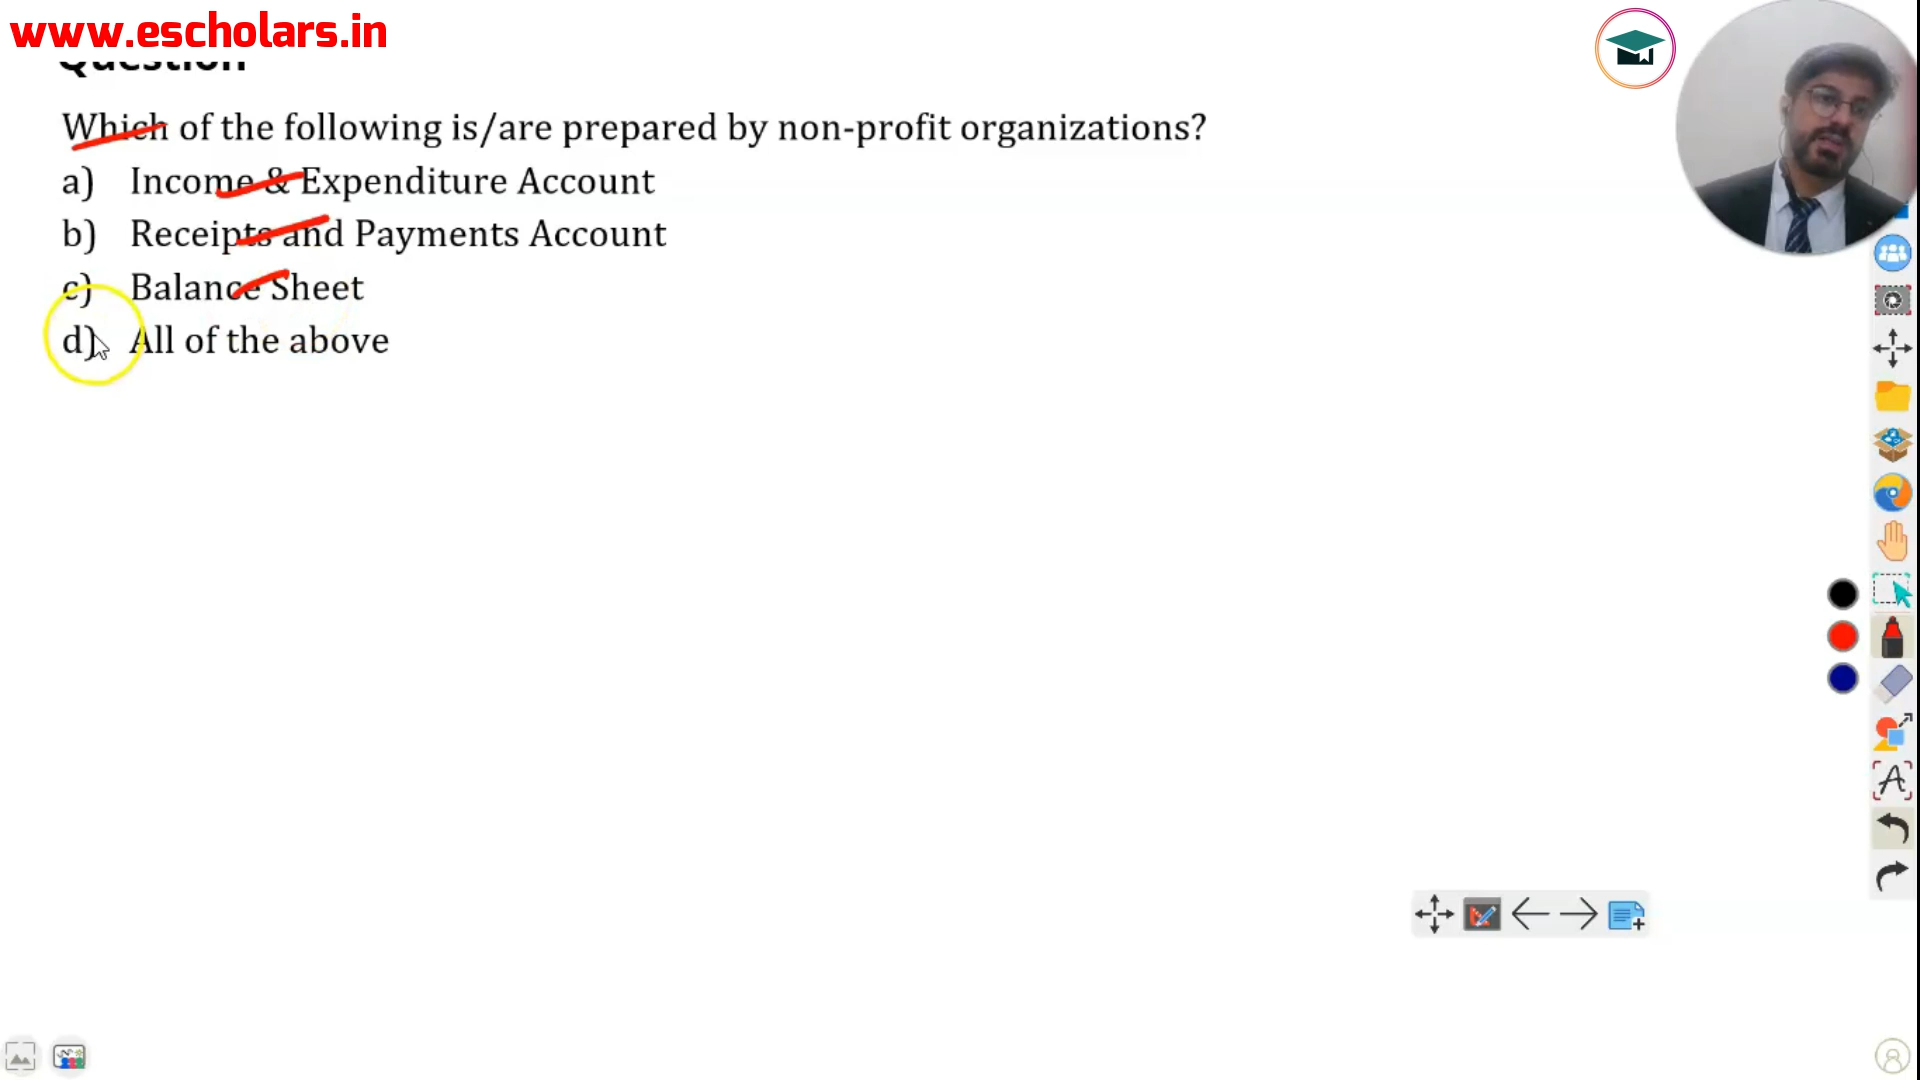 www.escholars.in
Question
Which of the following is/are prepared by non-profit organizations?
a) Income & Expenditure Account
b) Receipts and Payments Account
c) Balance Sheet
d) All of the above